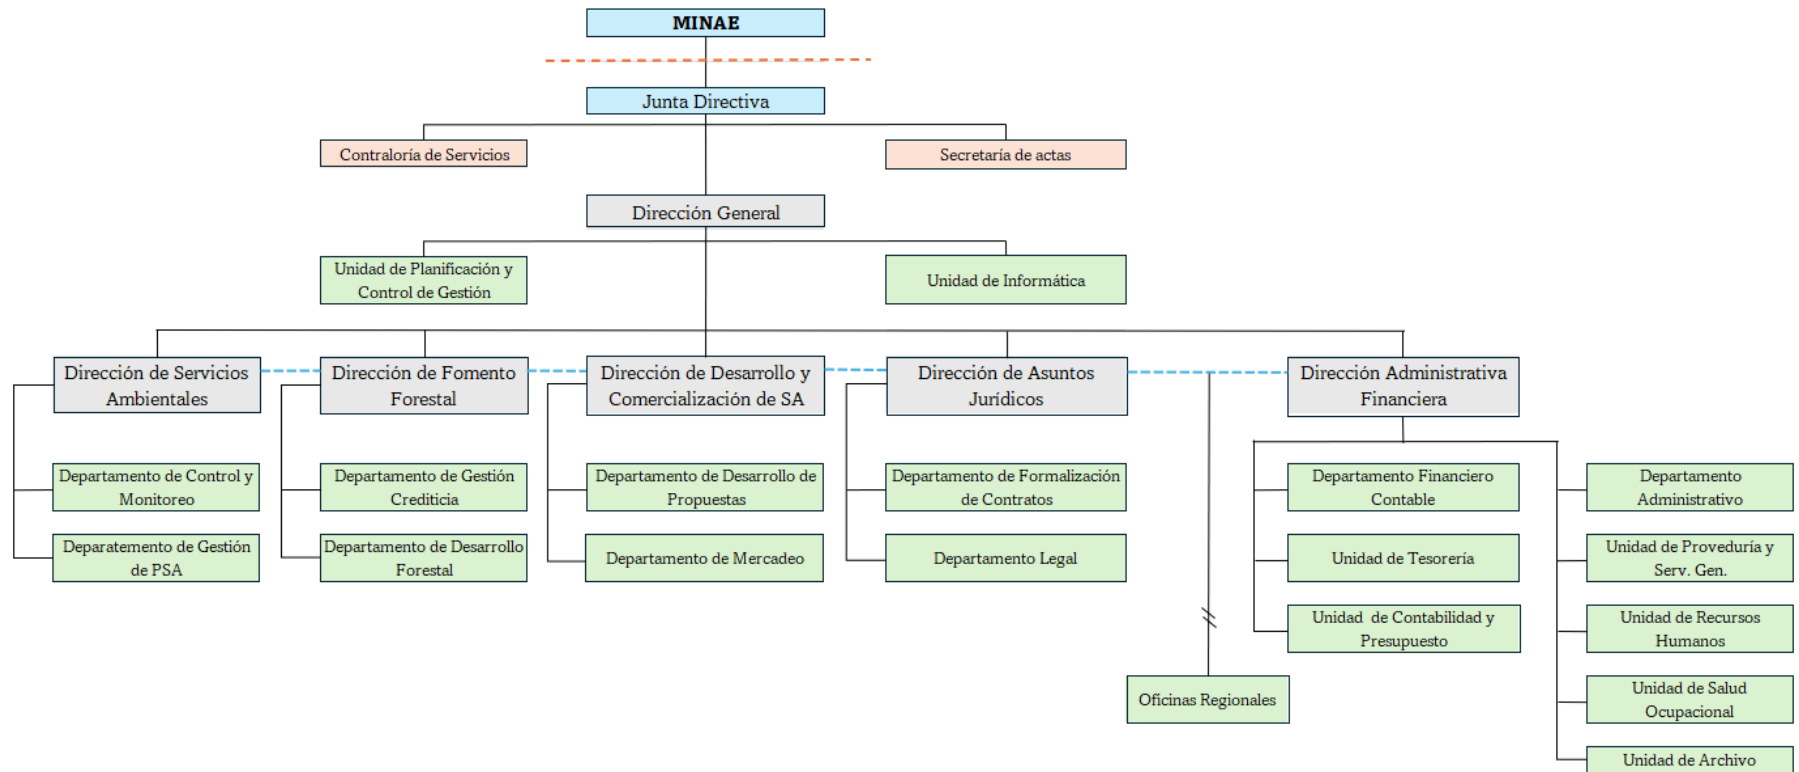 MINAE
Junta Directiva
Contraloría de Servicios
Secretaría de actas
Dirección General
Unidad de Planificación y
Control de Gestión
Unidad de Informática
Dirección de Servicios
Ambientales
Dirección de Fomento
Forestal
Dirección de Desarrollo y
Comercialización de SA
Dirección de Asuntos
Jurídicos
Dirección Administrativa
Financiera
Departamento de Control y
Monitoreo
Departamento de Gestión
Crediticia
Departamento de Desarrollo de
Propuestas
Departamento de Formalización
de Contratos
Departamento Financiero
Contable
Departamento
Administrativo
Deparatemento de Gestión
de PSA
Departamento de Desarrollo
Forestal
Departamento de Mercadeo
Departamento Legal
Unidad de Tesorería
Unidad de Proveduría y
Serv. Gen.
Unidad de Contabilidad y
Presupuesto
Unidad de Recursos
Humanos
Oficinas Regionales
Unidad de Salud
Ocupacional
Unidad de Archivo